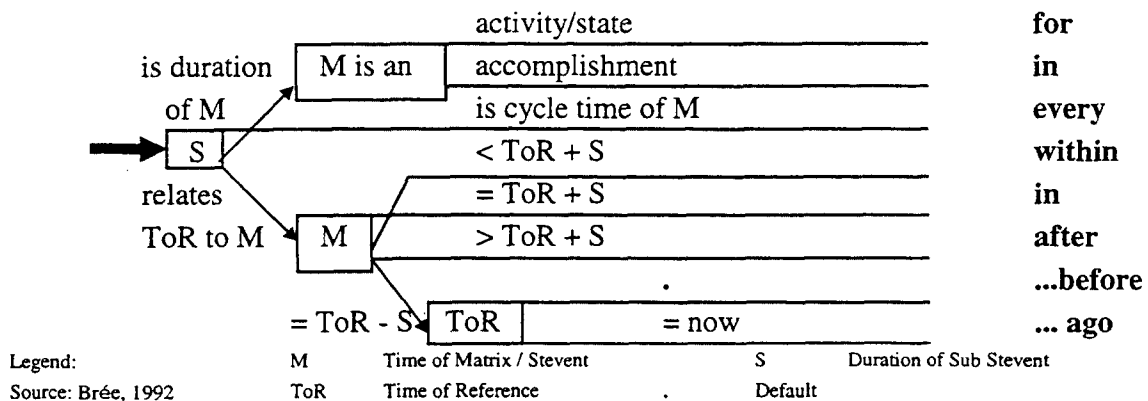 activity/state for
is duration M is an accomplishment in
of M is cycle time of M every
S < ToR + S within
relates = ToR + S in
ToR to M M > ToR + S after
. ...before
= ToR - S ToR = now ... ago
Legend: M Time of Matrix / Stevent S Duration of Sub Stevent
Source: Brée, 1992 ToR Time of Reference . Default